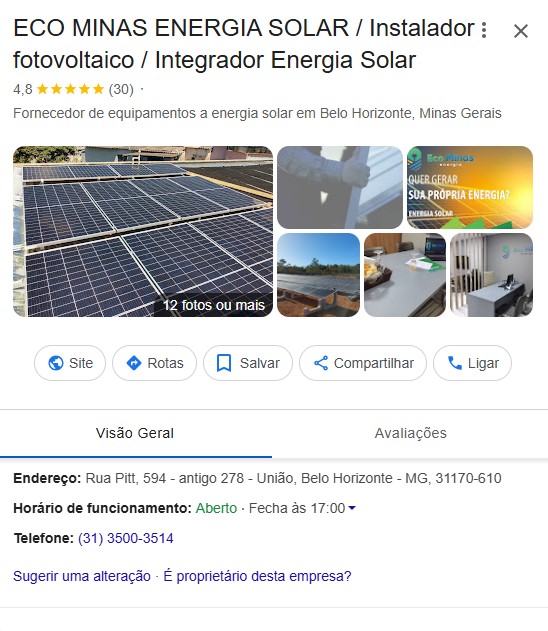 ECO MINAS ENERGIA SOLAR / Instalador
fotovoltaico / Integrador Energia Solar
4,8 (30) ·
Fornecedor de equipamentos a energia solar em Belo Horizonte, Minas Gerais
EcoMinas
energia
QUER GERAR
SUA PRÓPRIA ENERGIA?
ENERGIA SOLAR
12 fotos ou mais
Site
Rotas
Salvar
Compartilhar
Ligar
Visão Geral
Avaliações
Endereço: Rua Pitt, 594 - antigo 278 - União, Belo Horizonte - MG, 31170-610
Horário de funcionamento: Aberto · Fecha às 17:00
Telefone: (31) 3500-3514
Sugerir uma alteração · É proprietário desta empresa?